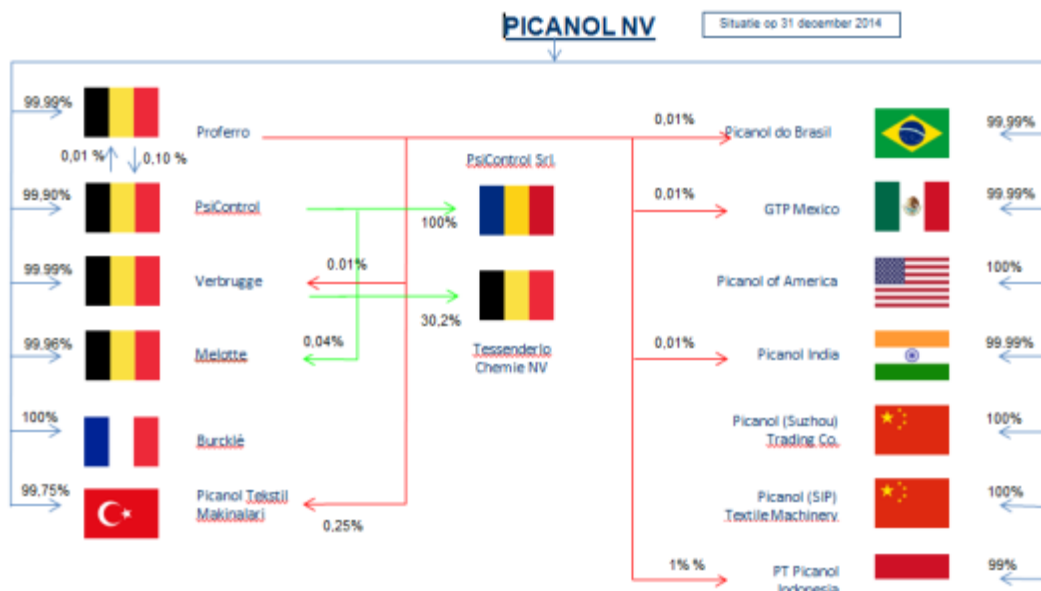 PICANOL NV
Situatie op 31 december 2014
99.99%
Proferro
0,01 %
0,10 %
99,90%
PsiControl
99.99%
Verbrugge
0.01%
99.96%
Melotte
0,04%
100%
Burcklé
99.75%
Picanol Tekstil
Makinalari
0,25%
PsiControl Srl
100%
30,2%
Tessenderlo
Chemie NV
0,01%
Picanol do Brasil
99,99%
0,01%
GTP Mexico
99.99%
Picanol of America
100%
0,01%
Picanol India
99.99%
Picanol (Suzhou)
Trading Co.
100%
Picanol (SIP)
Textile Machinery
100%
1% %
PT Picanol
Indonesia
99%